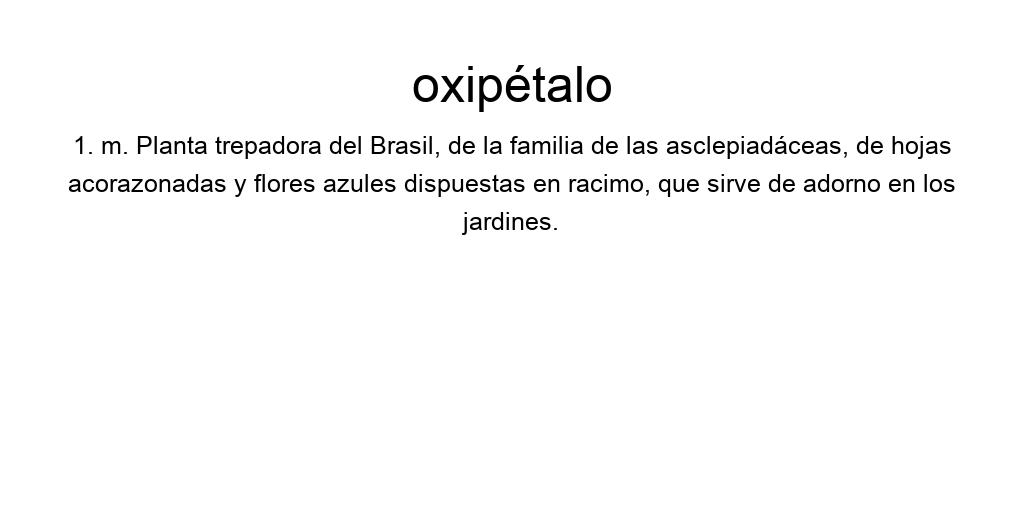 oxipétalo
1. m. Planta trepadora del Brasil, de la familia de las asclepiadáceas, de hojas
acorazonadas y flores azules dispuestas en racimo, que sirve de adorno en los
jardines.